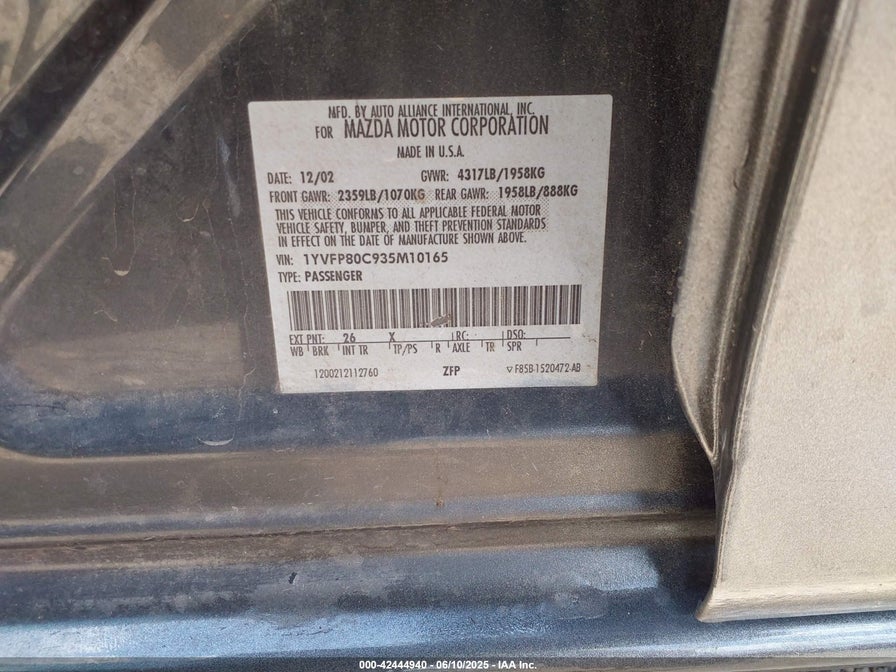 MFD. BY AUTO ALLIANCE INTERNATIONAL, INC.
FOR MAZDA MOTOR CORPORATION
MADE IN U.S.A.
DATE: 12/02 GVWR: 4317LB/1958KG
FRONT GAWR: 2359LB/1070KG REAR GAWR: 1958LB/888KG
THIS VEHICLE CONFORMS TO ALL APPLICABLE FEDERAL MOTOR
VEHICLE SAFETY, BUMPER, AND THEFT PREVENTION STANDARDS
IN EFFECT ON THE DATE OF MANUFACTURE SHOWN ABOVE.
VIN: 1YVFP80C935M10165
TYPE: PASSENGER
EXT PNT: 26 X RC: DSO:
WB BRK INT TR TP/PS R AXLE TR SPR
1200212112760 ZFP F85B-1520472-AB
000-42444940 - 06/10/2025 - IAA Inc.